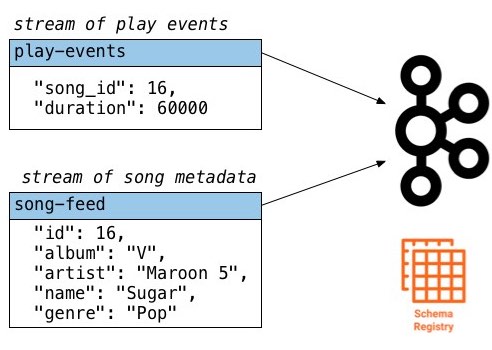 stream of play events
play-events
"song_id": 16,
"duration": 60000
stream of song metadata
song-feed
"id": 16,
"album": "V",
"artist": "Maroon 5",
"name": "Sugar",
"genre": "Pop"
Schema
Registry